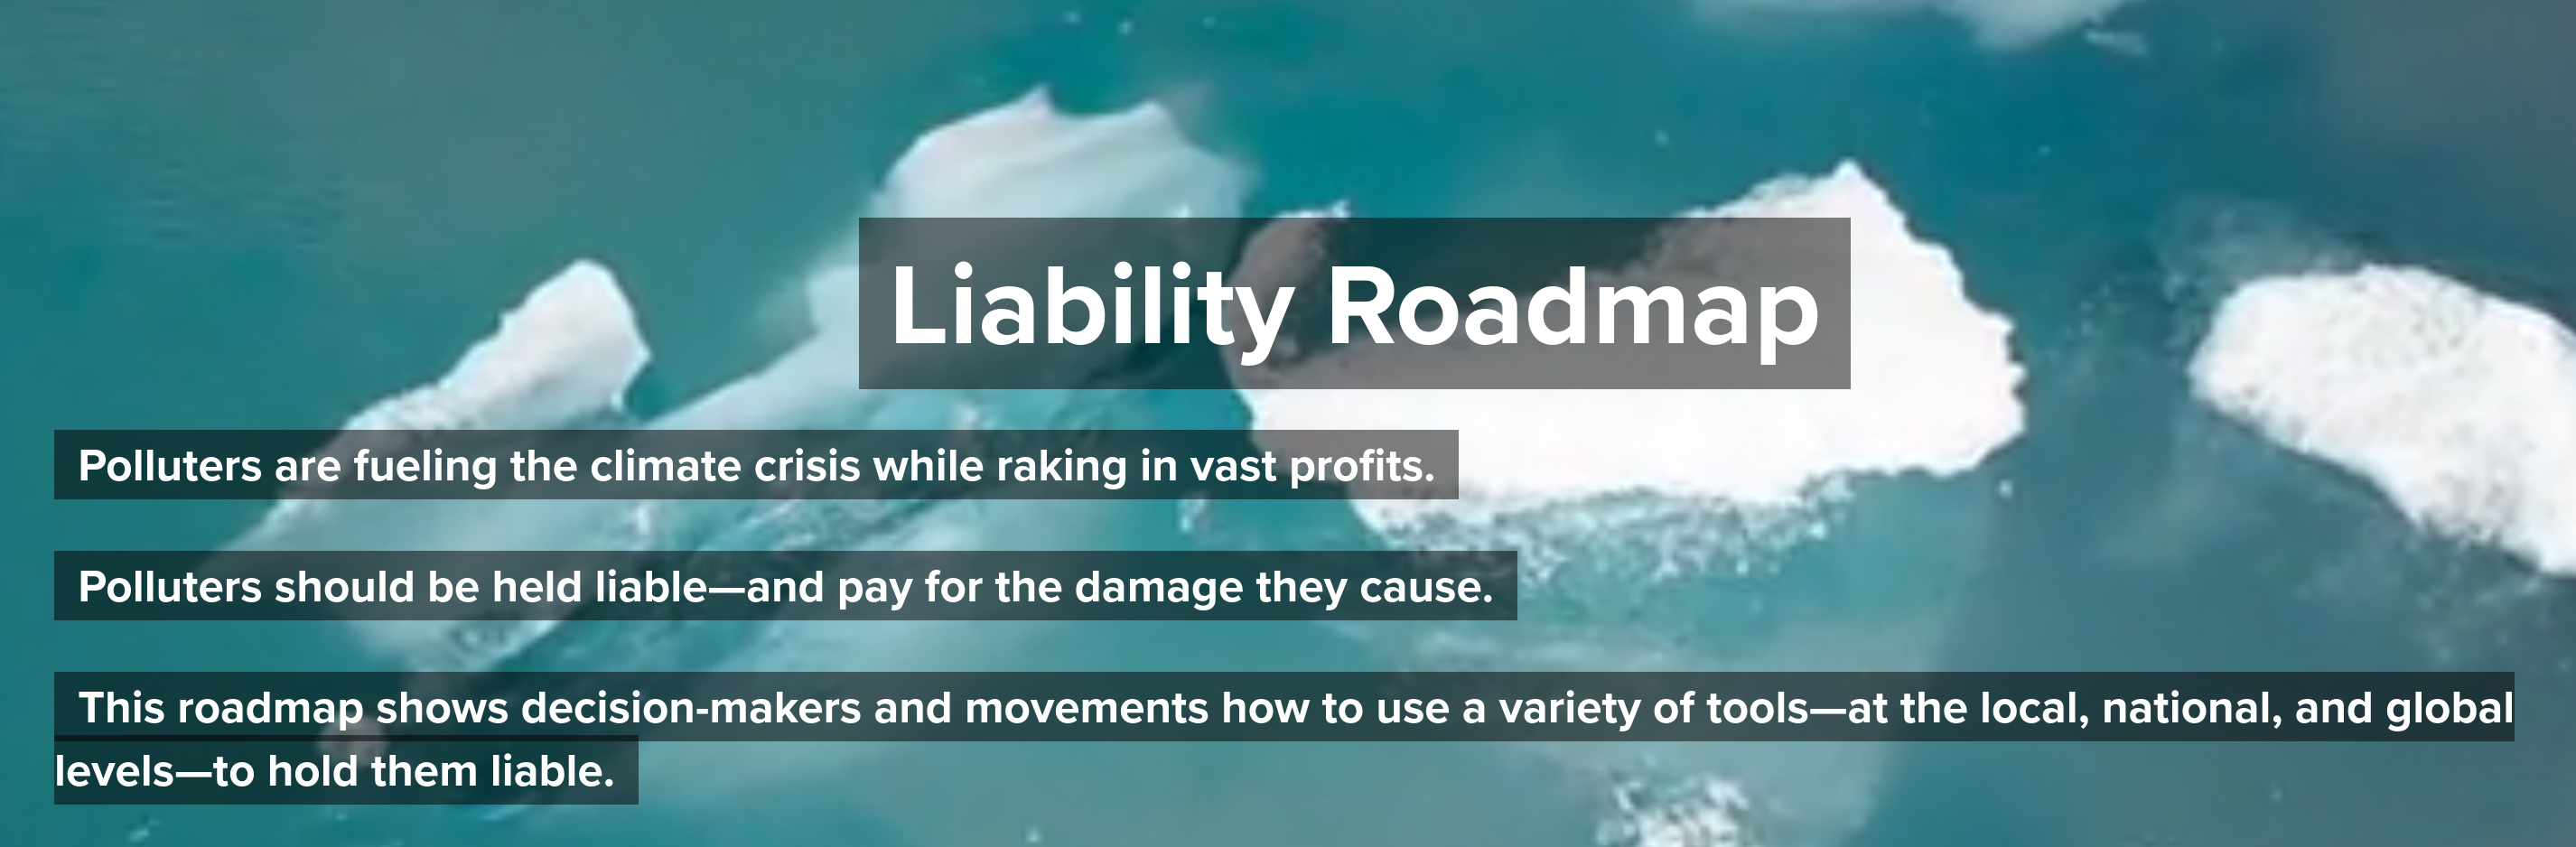 Liability Roadmap
Polluters are fueling the climate crisis while raking in vast profits.
Polluters should be held liable—and pay for the damage they cause.
This roadmap shows decision-makers and movements how to use a variety of tools—at the local, national, and global
levels—to hold them liable.